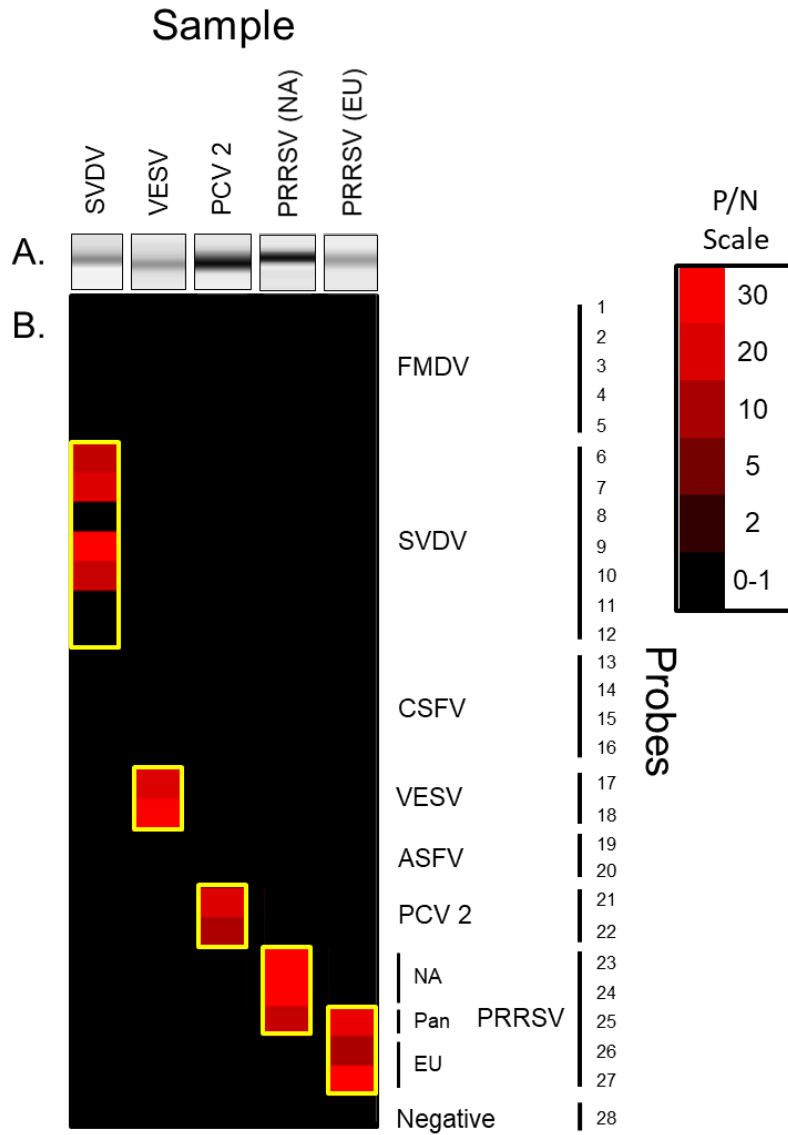 Sample
SVDV
VESV
PCV 2
PRRSV (NA)
PRRSV (EU)
A.
B.
FMDV
SVDV
CSFV
VESV
ASFV
PCV 2
NA
Pan
EU
PRRSV
Negative
1
2
3
4
5
6
7
8
9
10
11
12
13
14
15
16
17
18
19
20
21
22
23
24
25
26
27
28
Probes
P/N
Scale
30
20
10
5
2
0-1